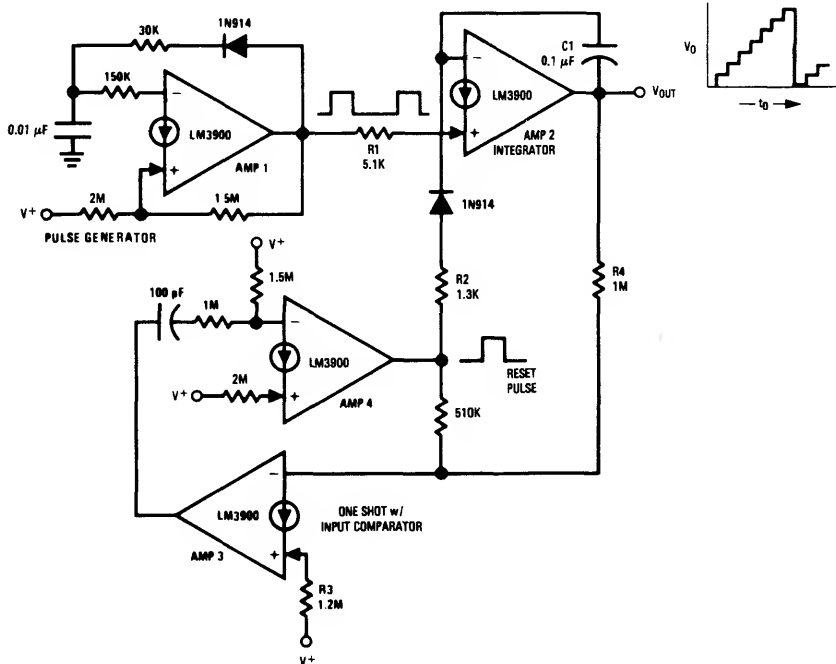 30K
1N914
150K
−
0.01 μF
LM3900
+
AMP 1
V+
2M
1 5M
PULSE GENERATOR
R1
5.1K
−
LM3900
+
AMP 2
INTEGRATOR
C1
0.1 μF
VOUT
VO
tO
1N914
R2
1.3K
R4
1M
V+
1.5M
100 pF
1M
−
LM3900
V+
2M
+
AMP 4
RESET
PULSE
510K
−
LM3900
+
AMP 3
ONE SHOT w/
INPUT COMPARATOR
R3
1.2M
V+